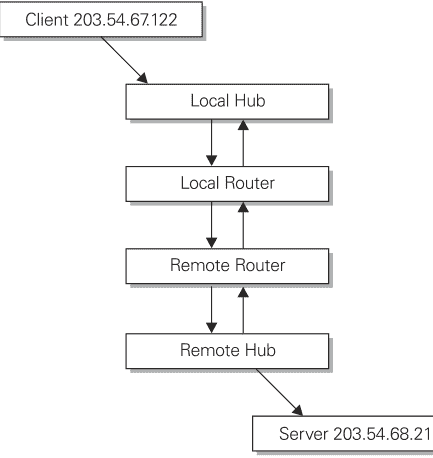 Client 203.54.67.122
Local Hub
Local Router
Remote Router
Remote Hub
Server 203.54.68.21